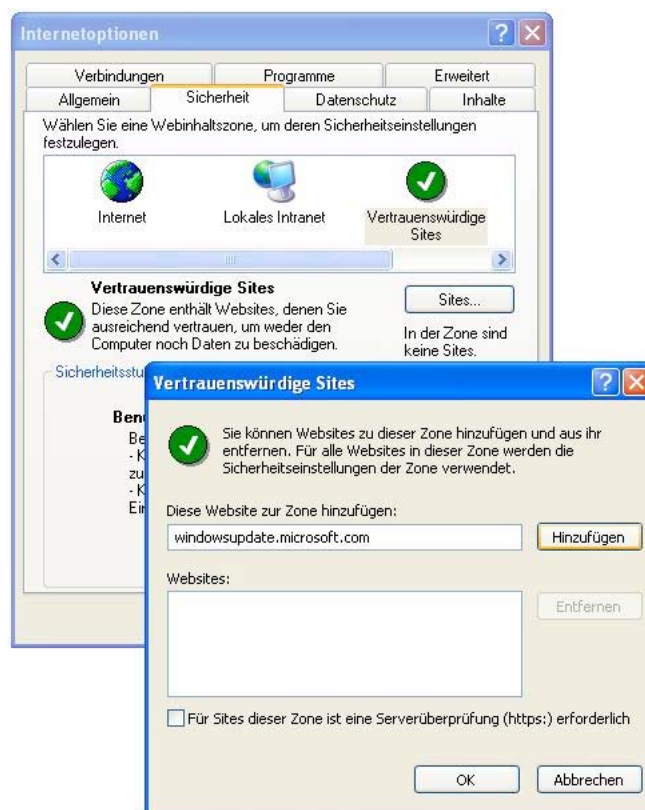 Internetoptionen
Verbindungen Programme Erweitert
Allgemein Sicherheit Datenschutz Inhalte
Wählen Sie eine Webinhaltszone, um deren Sicherheitseinstellungen
festzulegen.
Internet Lokales Intranet Vertrauenswürdige
Sites
Vertrauenswürdige Sites
Diese Zone enthält Websites, denen Sie
ausreichend vertrauen, um weder den
Computer noch Daten zu beschädigen.
Sites...
In der Zone sind
keine Sites.
Vertrauenswürdige Sites
Sie können Websites zu dieser Zone hinzufügen und aus ihr
entfernen. Für alle Websites in dieser Zone werden die
Sicherheitseinstellungen der Zone verwendet.
Diese Website zur Zone hinzufügen:
windowsupdate.microsoft.com Hinzufügen
Websites:
Entfernen
Für Sites dieser Zone ist eine Serverüberprüfung (https:) erforderlich
OK Abbrechen